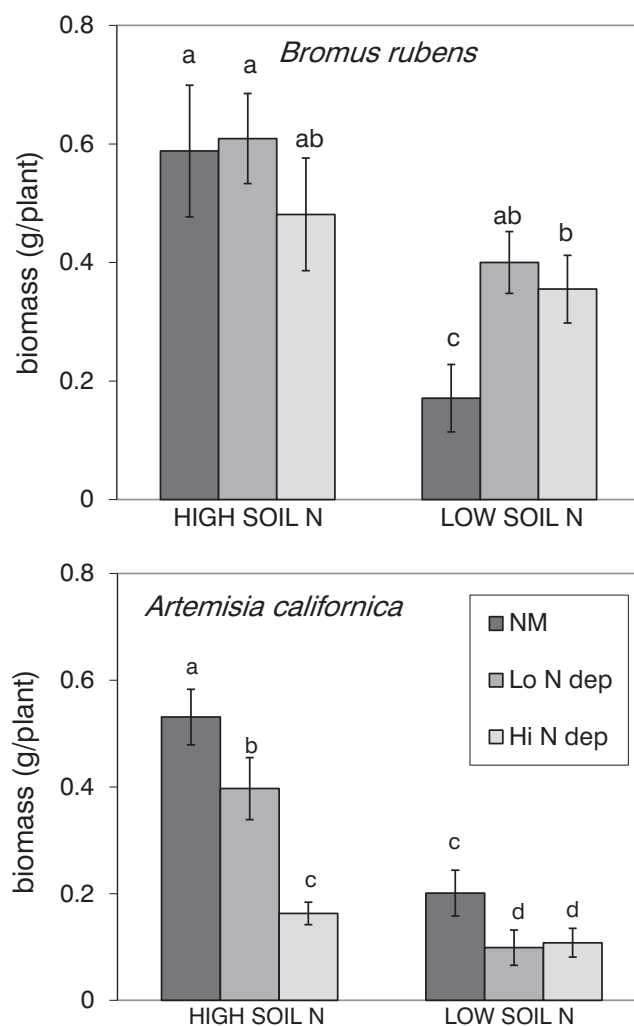 0.8
Bromus rubens
a
a
ab
0.6
ab
b
0.4
c
0.2
0
biomass (g/plant)
HIGH SOIL N
LOW SOIL N
0.8
Artemisia californica
NM
Lo N dep
Hi N dep
a
0.6
b
0.4
c
c
d
d
0.2
0
biomass (g/plant)
HIGH SOIL N
LOW SOIL N